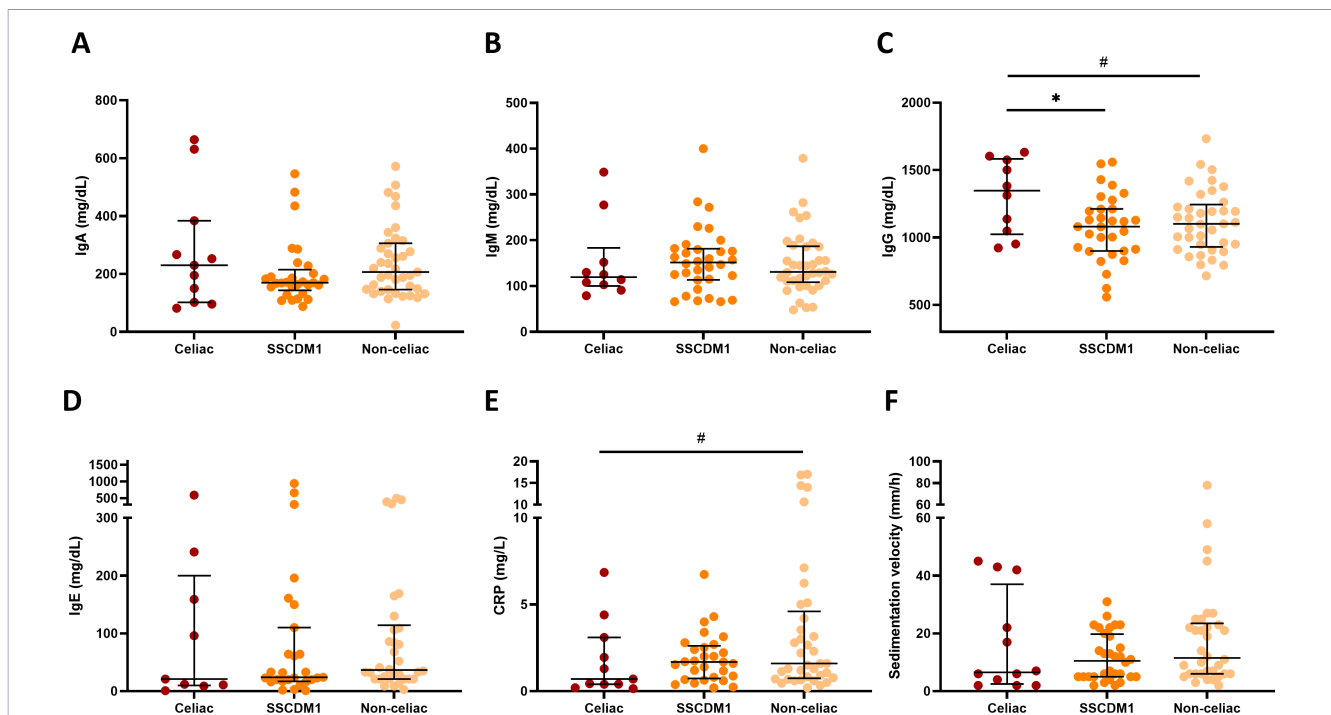 A
IgA (mg/dL)
800
600
400
200
0
Celiac SSCDM1 Non-celiac
B
IgM (mg/dL)
500
400
300
200
100
0
Celiac SSCDM1 Non-celiac
C
#
*
IgG (mg/dL)
2000
1500
1000
500
Celiac SSCDM1 Non-celiac
D
IgE (mg/dL)
1500
1000
500
300
200
100
0
Celiac SSCDM1 Non-celiac
E
#
CRP (mg/L)
20
15
10
10
5
0
Celiac SSCDM1 Non-celiac
F
Sedimentation velocity (mm/h)
100
80
60
60
40
20
0
Celiac SSCDM1 Non-celiac